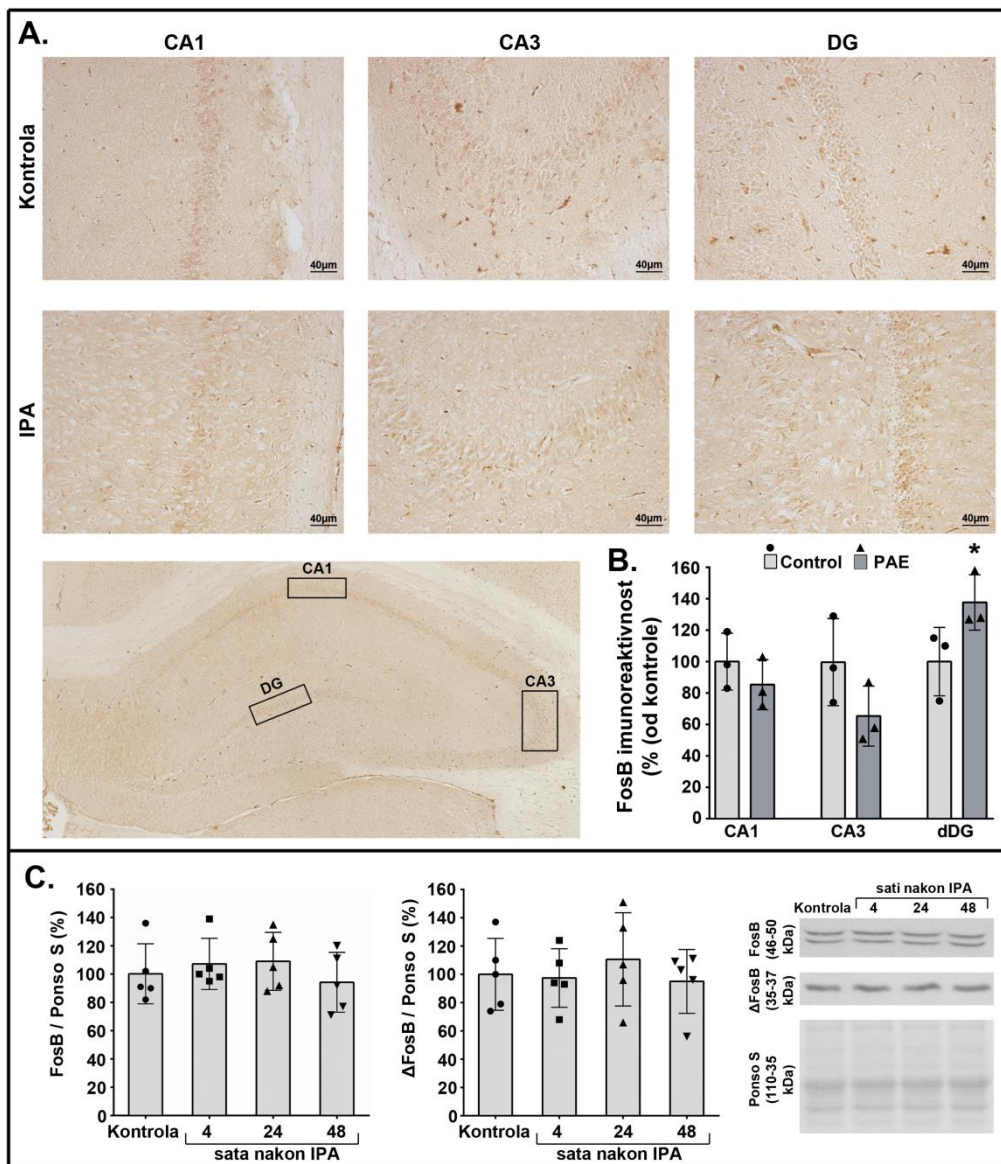 A.
CA1
CA3
DG
Kontrola
40µm
40µm
40µm
IPA
40µm
40µm
40µm
CA1
DG
CA3
B.
Control
PAE
*
FosB imunoreaktivnost
% (od kontrole)
160
140
120
100
80
60
40
20
0
CA1
CA3
dDG
C.
FosB / Ponso S (%)
160
140
120
100
80
60
40
20
0
Kontrola
4
24
48
sata nakon IPA
ΔFosB / Ponso S (%)
160
140
120
100
80
60
40
20
0
Kontrola
4
24
48
sata nakon IPA
sati nakon IPA
Kontrola
4
24
48
FosB
(46-50
kDa)
ΔFosB
(35-37
kDa)
Ponso S
(110-35
kDa)